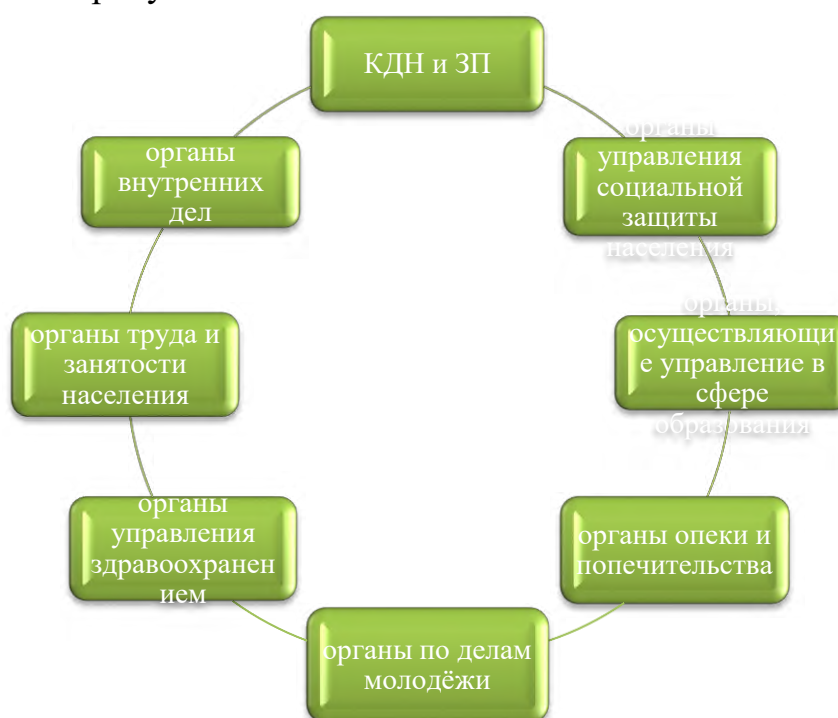 КДН и ЗП
органы
управления
социальной
защиты
населения
органы,
осуществляющи
е управление в
сфере
образования
органы опеки и
попечительства
органы по делам
молодёжи
органы
управления
здравоохранен
ием
органы труда и
занятости
населения
органы
внутренних
дел